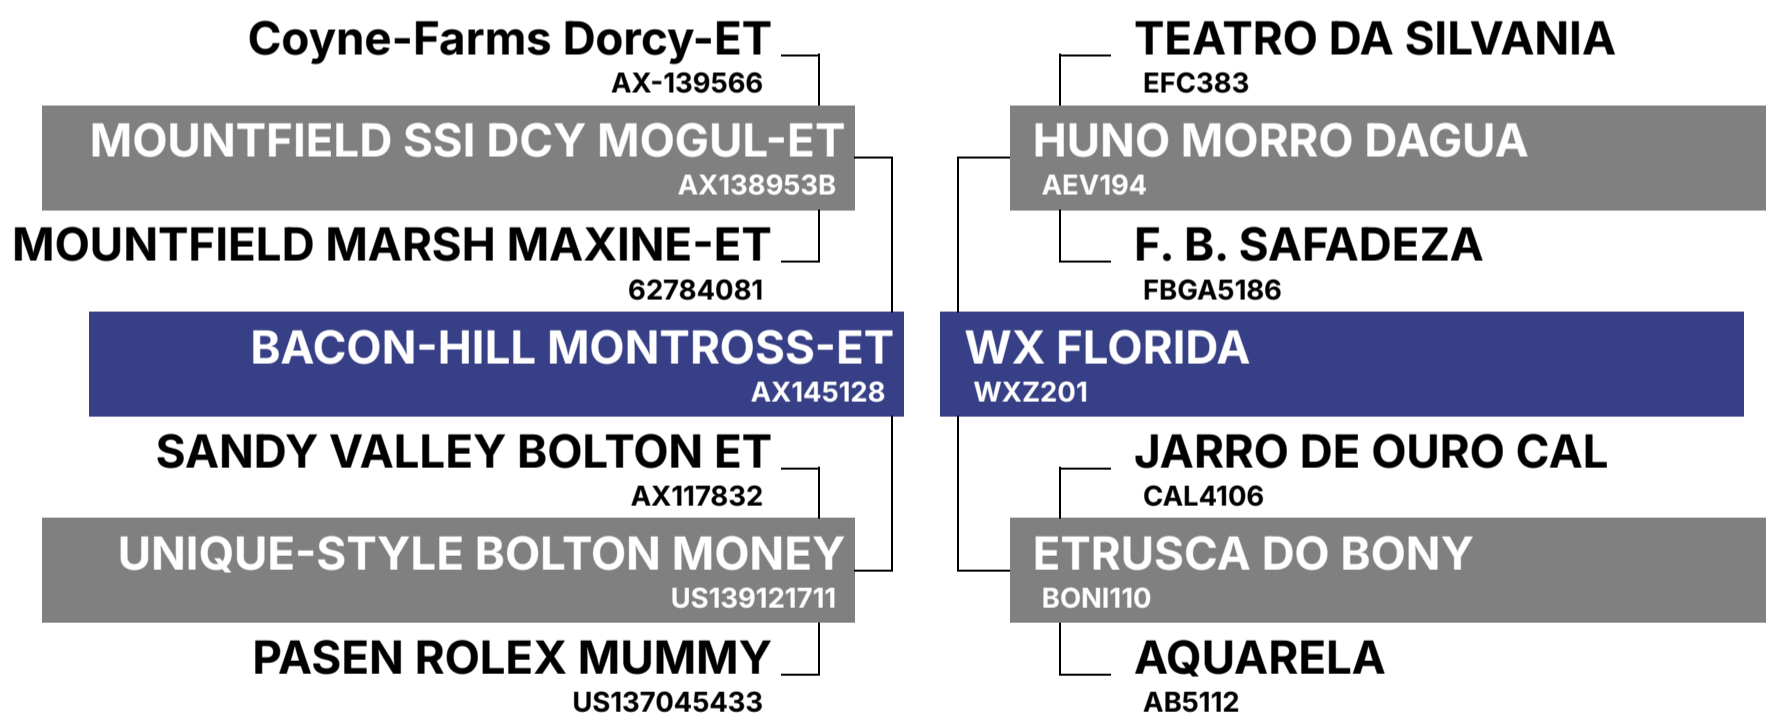 Coyne-Farms Dorcy-ET
AX-139566
MOUNTFIELD SSI DCY MOGUL-ET
AX138953B
MOUNTFIELD MARSH MAXINE-ET
62784081
BACON-HILL MONTROSS-ET
AX145128
SANDY VALLEY BOLTON ET
AX117832
UNIQUE-STYLE BOLTON MONEY
US139121711
PASEN ROLEX MUMMY
US137045433
TEATRO DA SILVANIA
EFC383
HUNO MORRO DAGUA
AEV194
F. B. SAFADEZA
FBGA5186
WX FLORIDA
WXZ201
JARRO DE OURO CAL
CAL4106
ETRUSCA DO BONY
BONI110
AQUARELA
AB5112